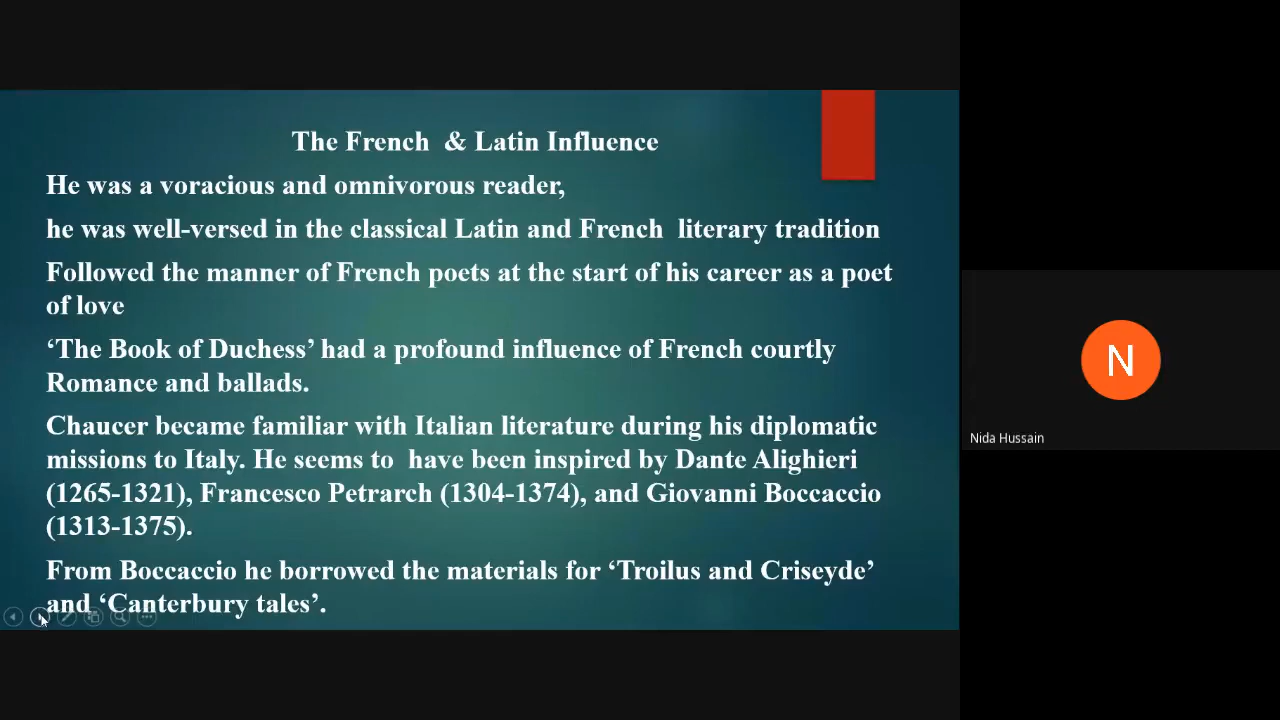 The French & Latin Influence
He was a voracious and omnivorous reader,
he was well-versed in the classical Latin and French literary tradition
Followed the manner of French poets at the start of his career as a poet
of love
‘The Book of Duchess’ had a profound influence of French courtly
Romance and ballads.
Chaucer became familiar with Italian literature during his diplomatic
missions to Italy. He seems to have been inspired by Dante Alighieri
(1265-1321), Francesco Petrarch (1304-1374), and Giovanni Boccaccio
(1313-1375).
From Boccaccio he borrowed the materials for ‘Troilus and Criseyde’
and ‘Canterbury tales’.
N
Nida Hussain